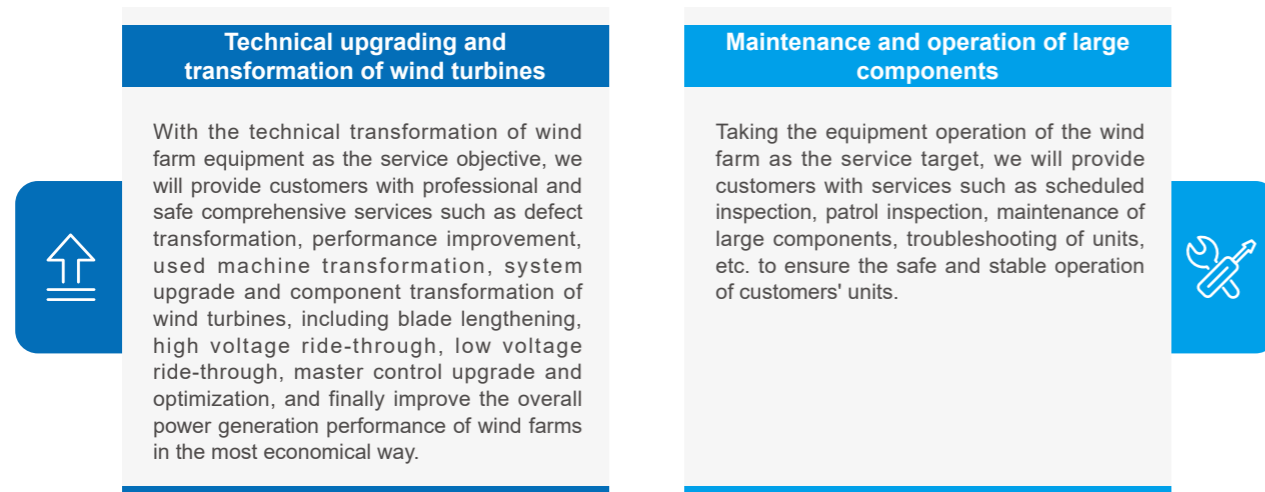 Technical upgrading and
transformation of wind turbines
With the technical transformation of wind
farm equipment as the service objective, we
will provide customers with professional and
safe comprehensive services such as defect
transformation, performance improvement,
used machine transformation, system
upgrade and component transformation of
wind turbines, including blade lengthening,
high voltage ride-through, low voltage
ride-through, master control upgrade and
optimization, and finally improve the overall
power generation performance of wind farms
in the most economical way.
Maintenance and operation of large
components
Taking the equipment operation of the wind
farm as the service target, we will provide
customers with services such as scheduled
inspection, patrol inspection, maintenance of
large components, troubleshooting of units,
etc. to ensure the safe and stable operation
of customers' units.